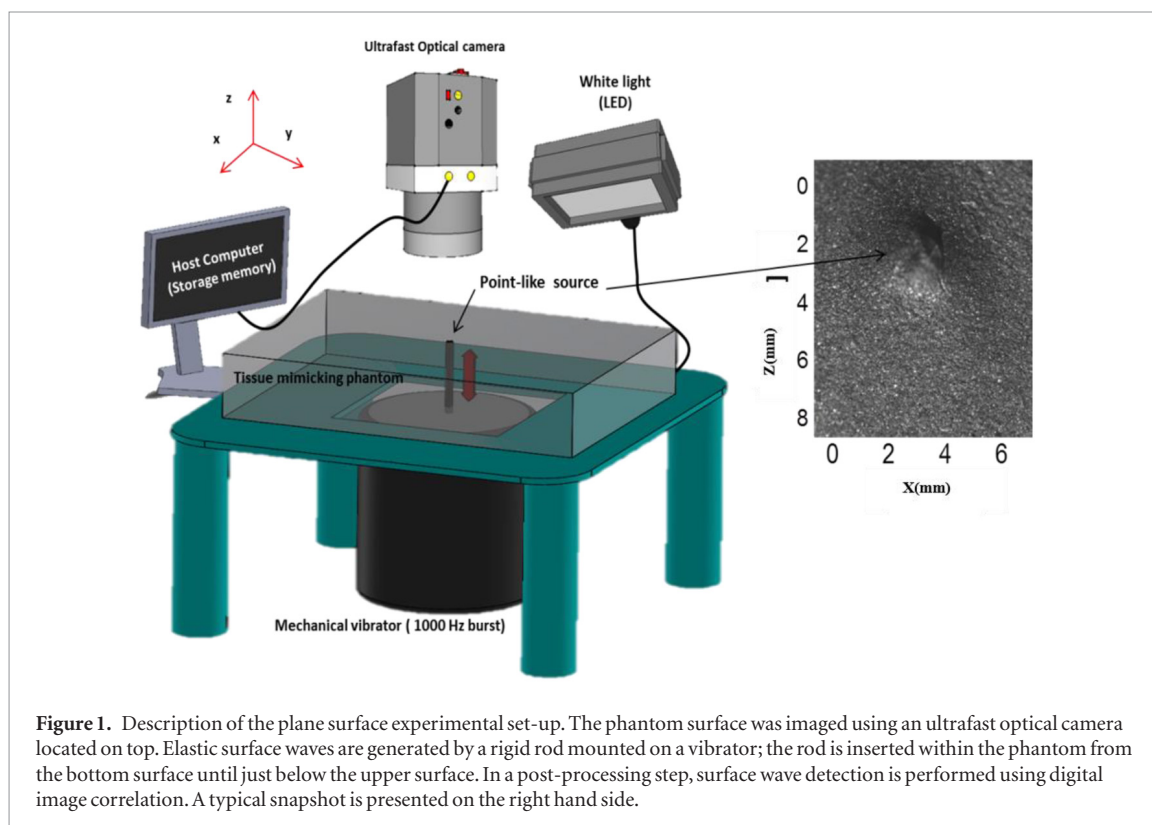 Ultrafast Optical camera
White light
(LED)
z
x
y
Host Computer
(Storage memory)
Point-like source
Tissue mimicking phantom
Mechanical vibrator ( 1000 Hz burst)
0
2
4
6
8
Z(mm)
]
0 2 4 6
X(mm)
Figure 1. Description of the plane surface experimental set-up. The phantom surface was imaged using an ultrafast optical camera
located on top. Elastic surface waves are generated by a rigid rod mounted on a vibrator; the rod is inserted within the phantom from
the bottom surface until just below the upper surface. In a post-processing step, surface wave detection is performed using digital
image correlation. A typical snapshot is presented on the right hand side.